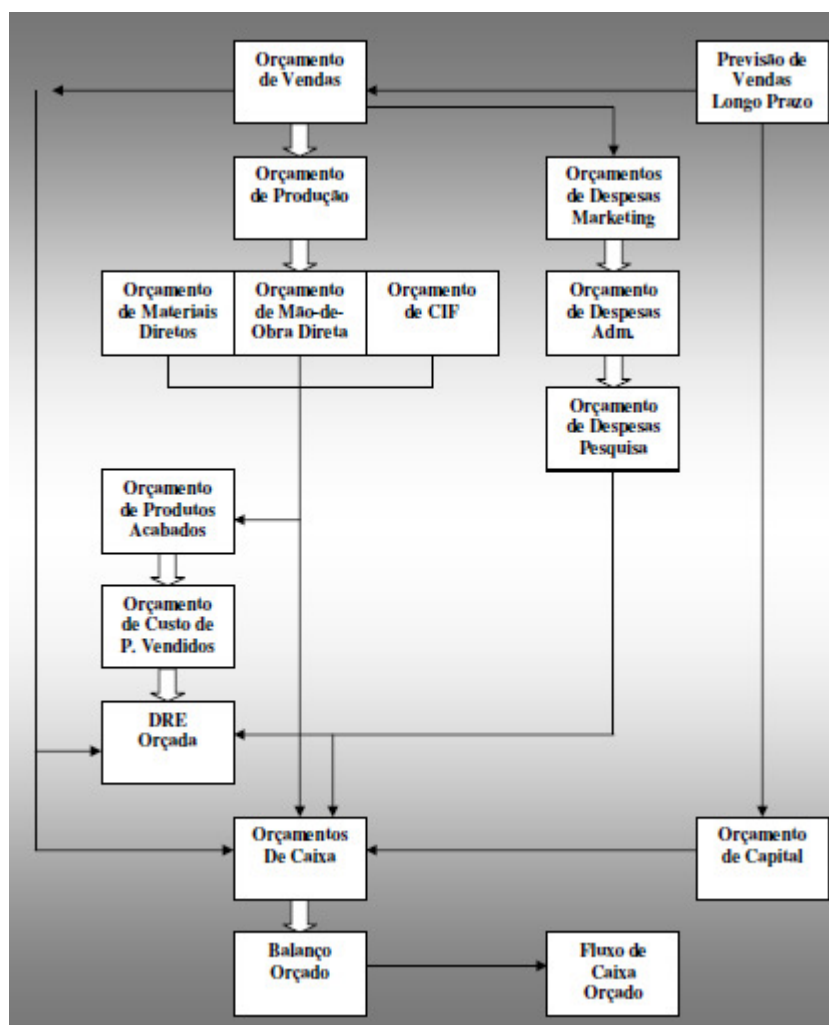 Orçamento
de Vendas
Previsão de
Vendas
Longo Prazo
Orçamento
de Produção
Orçamentos
de Despesas
Marketing
Orçamento
de Materiais
Diretos
Orçamento
de Mão-de-
Obra Direta
Orçamento
de CIF
Orçamento
de Despesas
Adm.
Orçamento
de Despesas
Pesquisa
Orçamento
de Produtos
Acabados
Orçamento
de Custo de
P. Vendidos
DRE
Orçada
Orçamentos
De Caixa
Orçamento
de Capital
Balanço
Orçado
Fluxo de
Caixa
Orçado